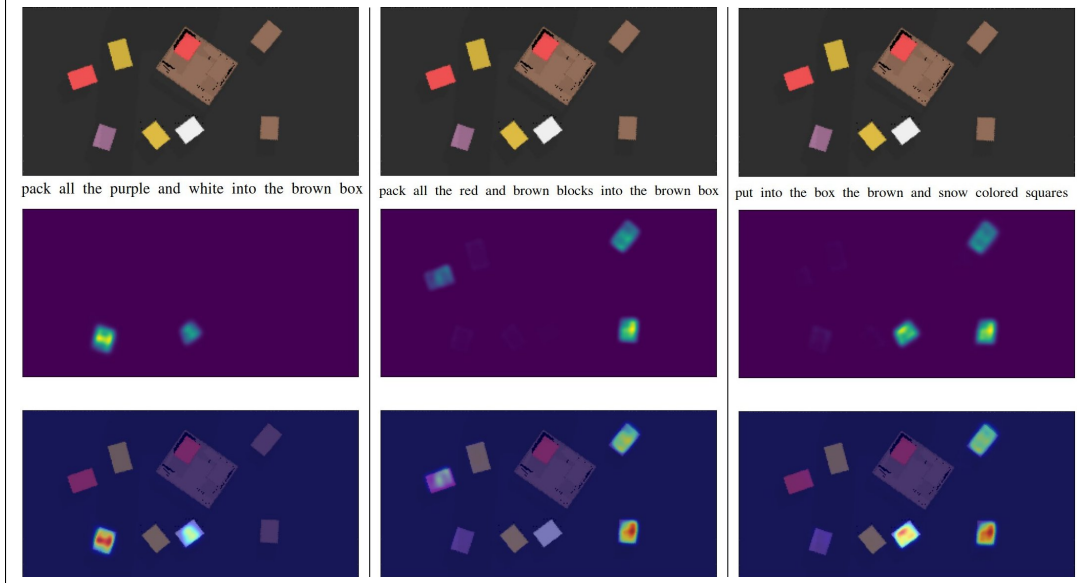 pack all the purple and white into the brown box
pack all the red and brown blocks into the brown box
put into the box the brown and snow colored squares